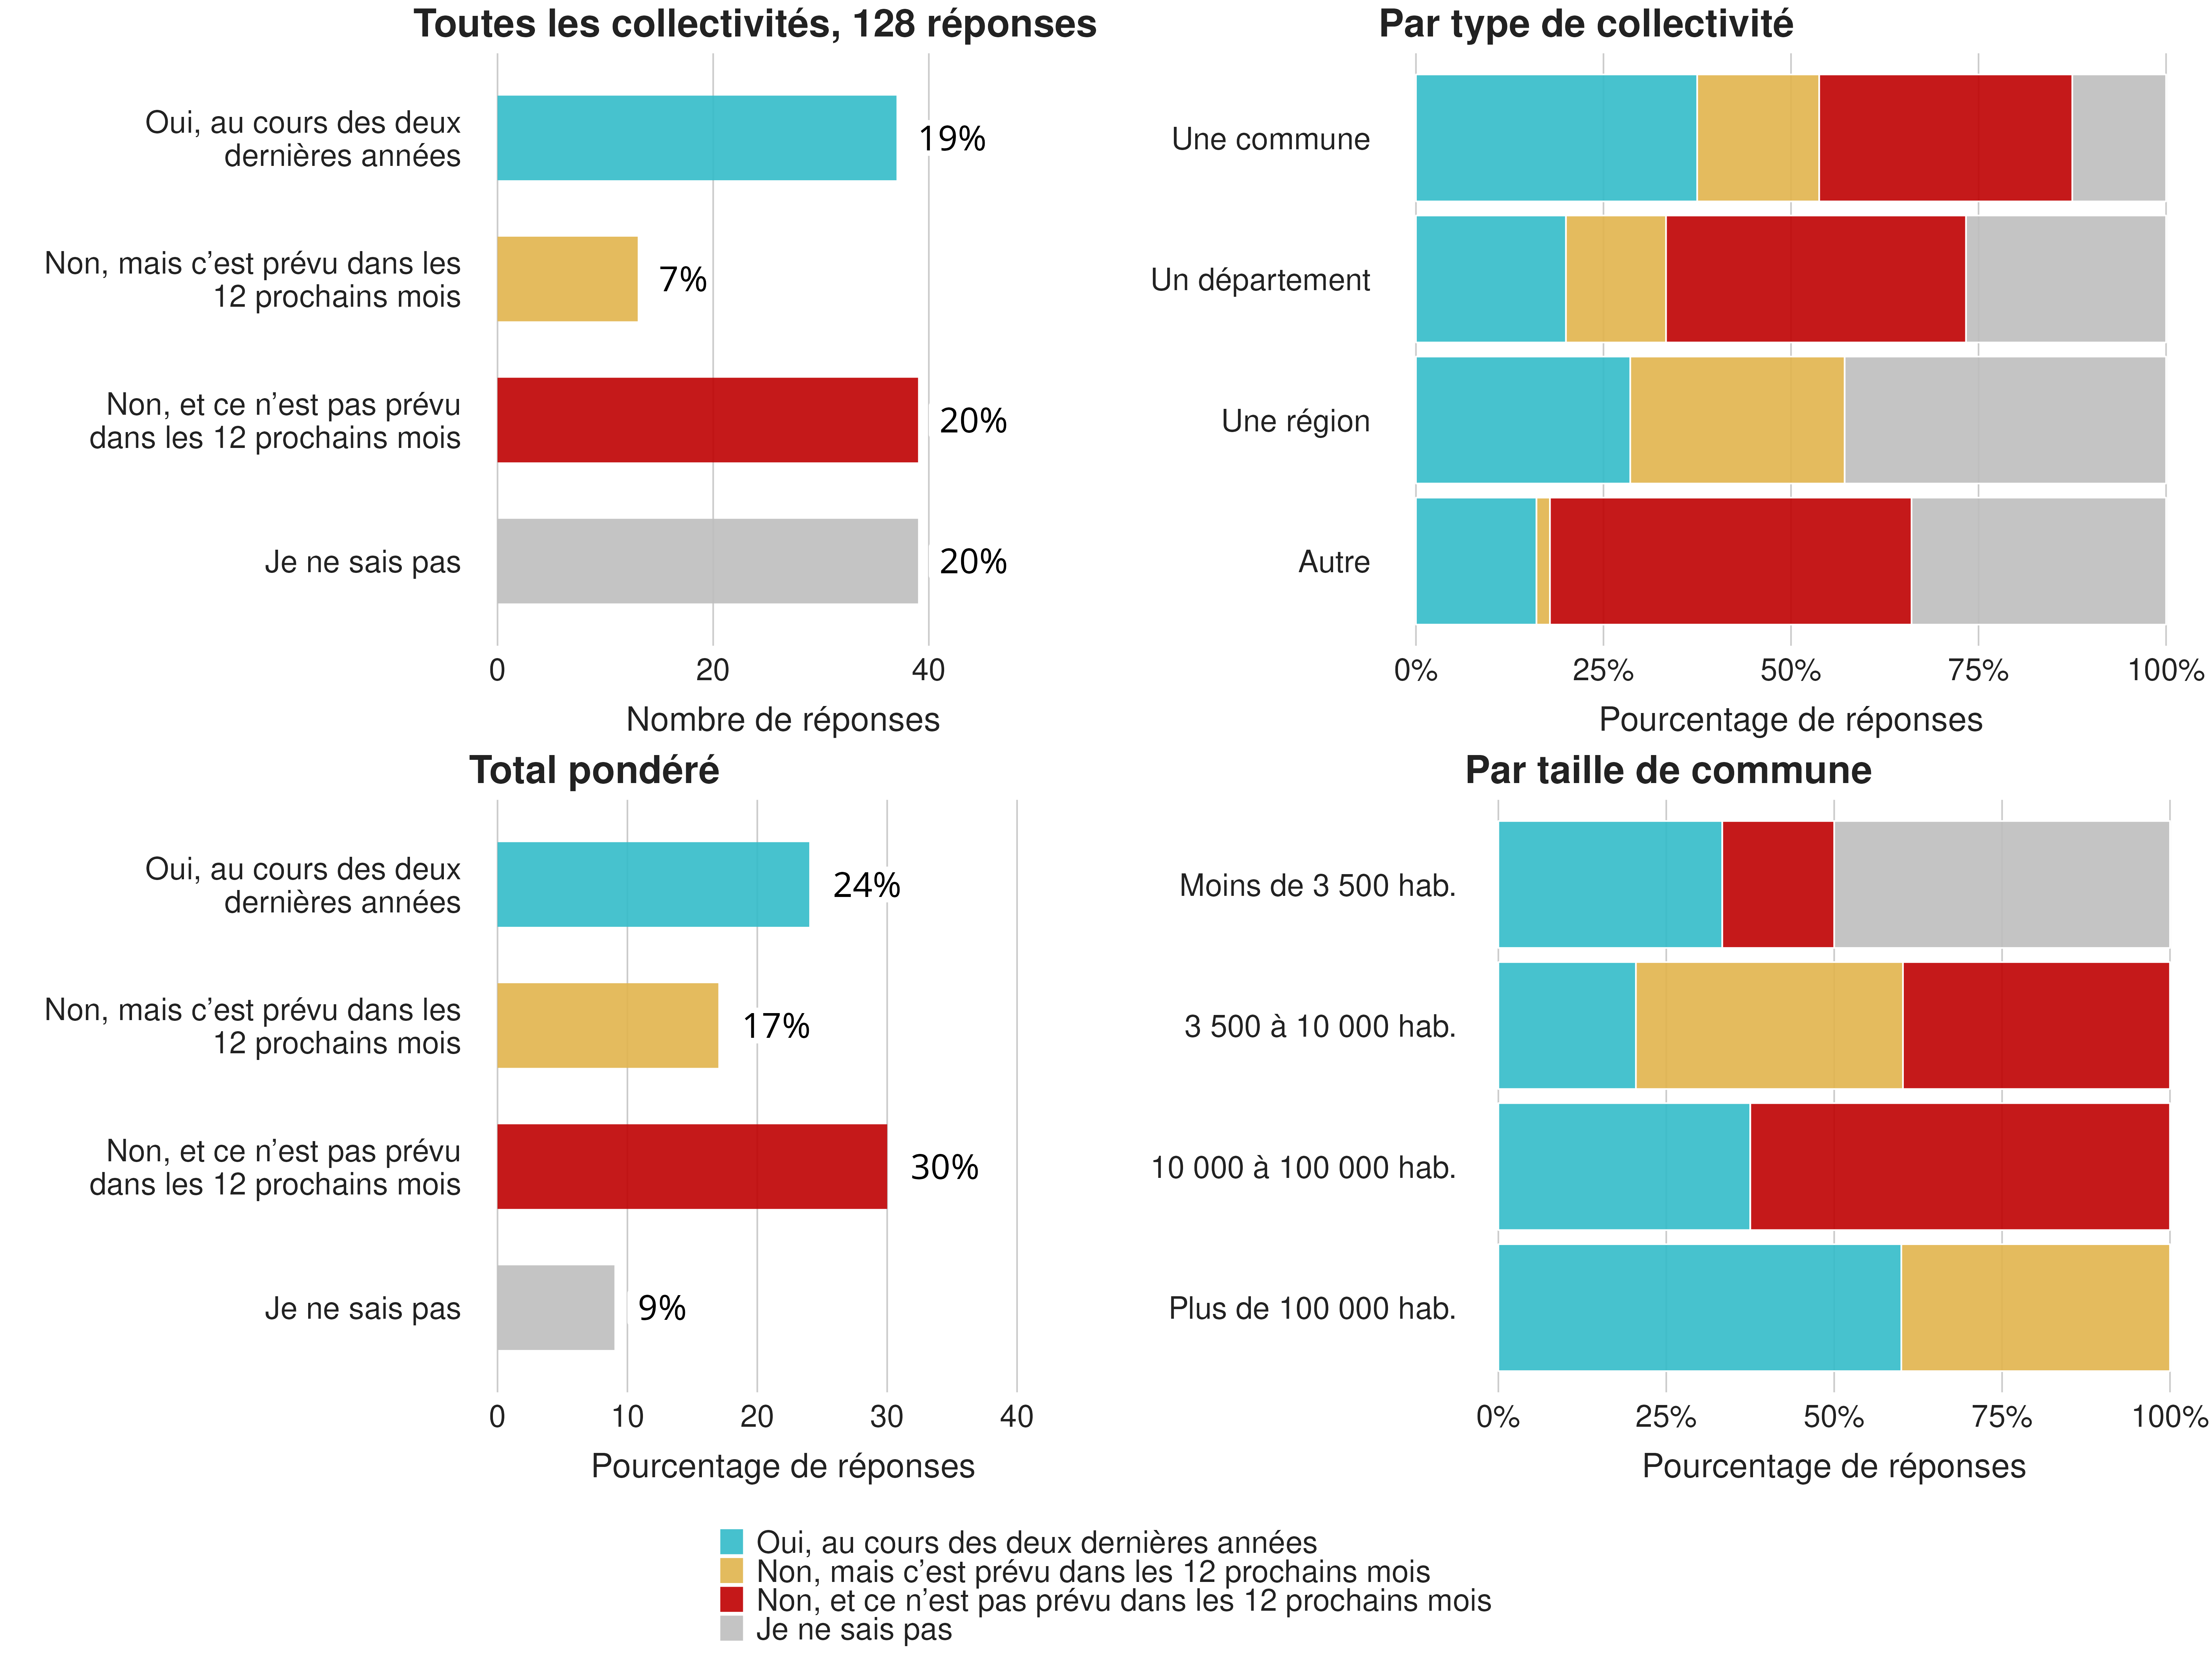 Toutes les collectivités, 128 réponses
Oui, au cours des deux
dernières années
19%
Non, mais c’est prévu dans les
12 prochains mois
7%
Non, et ce n’est pas prévu
dans les 12 prochains mois
20%
Je ne sais pas
20%
0 20 40
Nombre de réponses
Par type de collectivité
Une commune
Un département
Une région
Autre
0% 25% 50% 75% 100%
Pourcentage de réponses
Total pondéré
Oui, au cours des deux
dernières années
24%
Non, mais c’est prévu dans les
12 prochains mois
17%
Non, et ce n’est pas prévu
dans les 12 prochains mois
30%
Je ne sais pas
9%
0 10 20 30 40
Pourcentage de réponses
Par taille de commune
Moins de 3 500 hab.
3 500 à 10 000 hab.
10 000 à 100 000 hab.
Plus de 100 000 hab.
0% 25% 50% 75% 100%
Pourcentage de réponses
Oui, au cours des deux dernières années
Non, mais c’est prévu dans les 12 prochains mois
Non, et ce n’est pas prévu dans les 12 prochains mois
Je ne sais pas